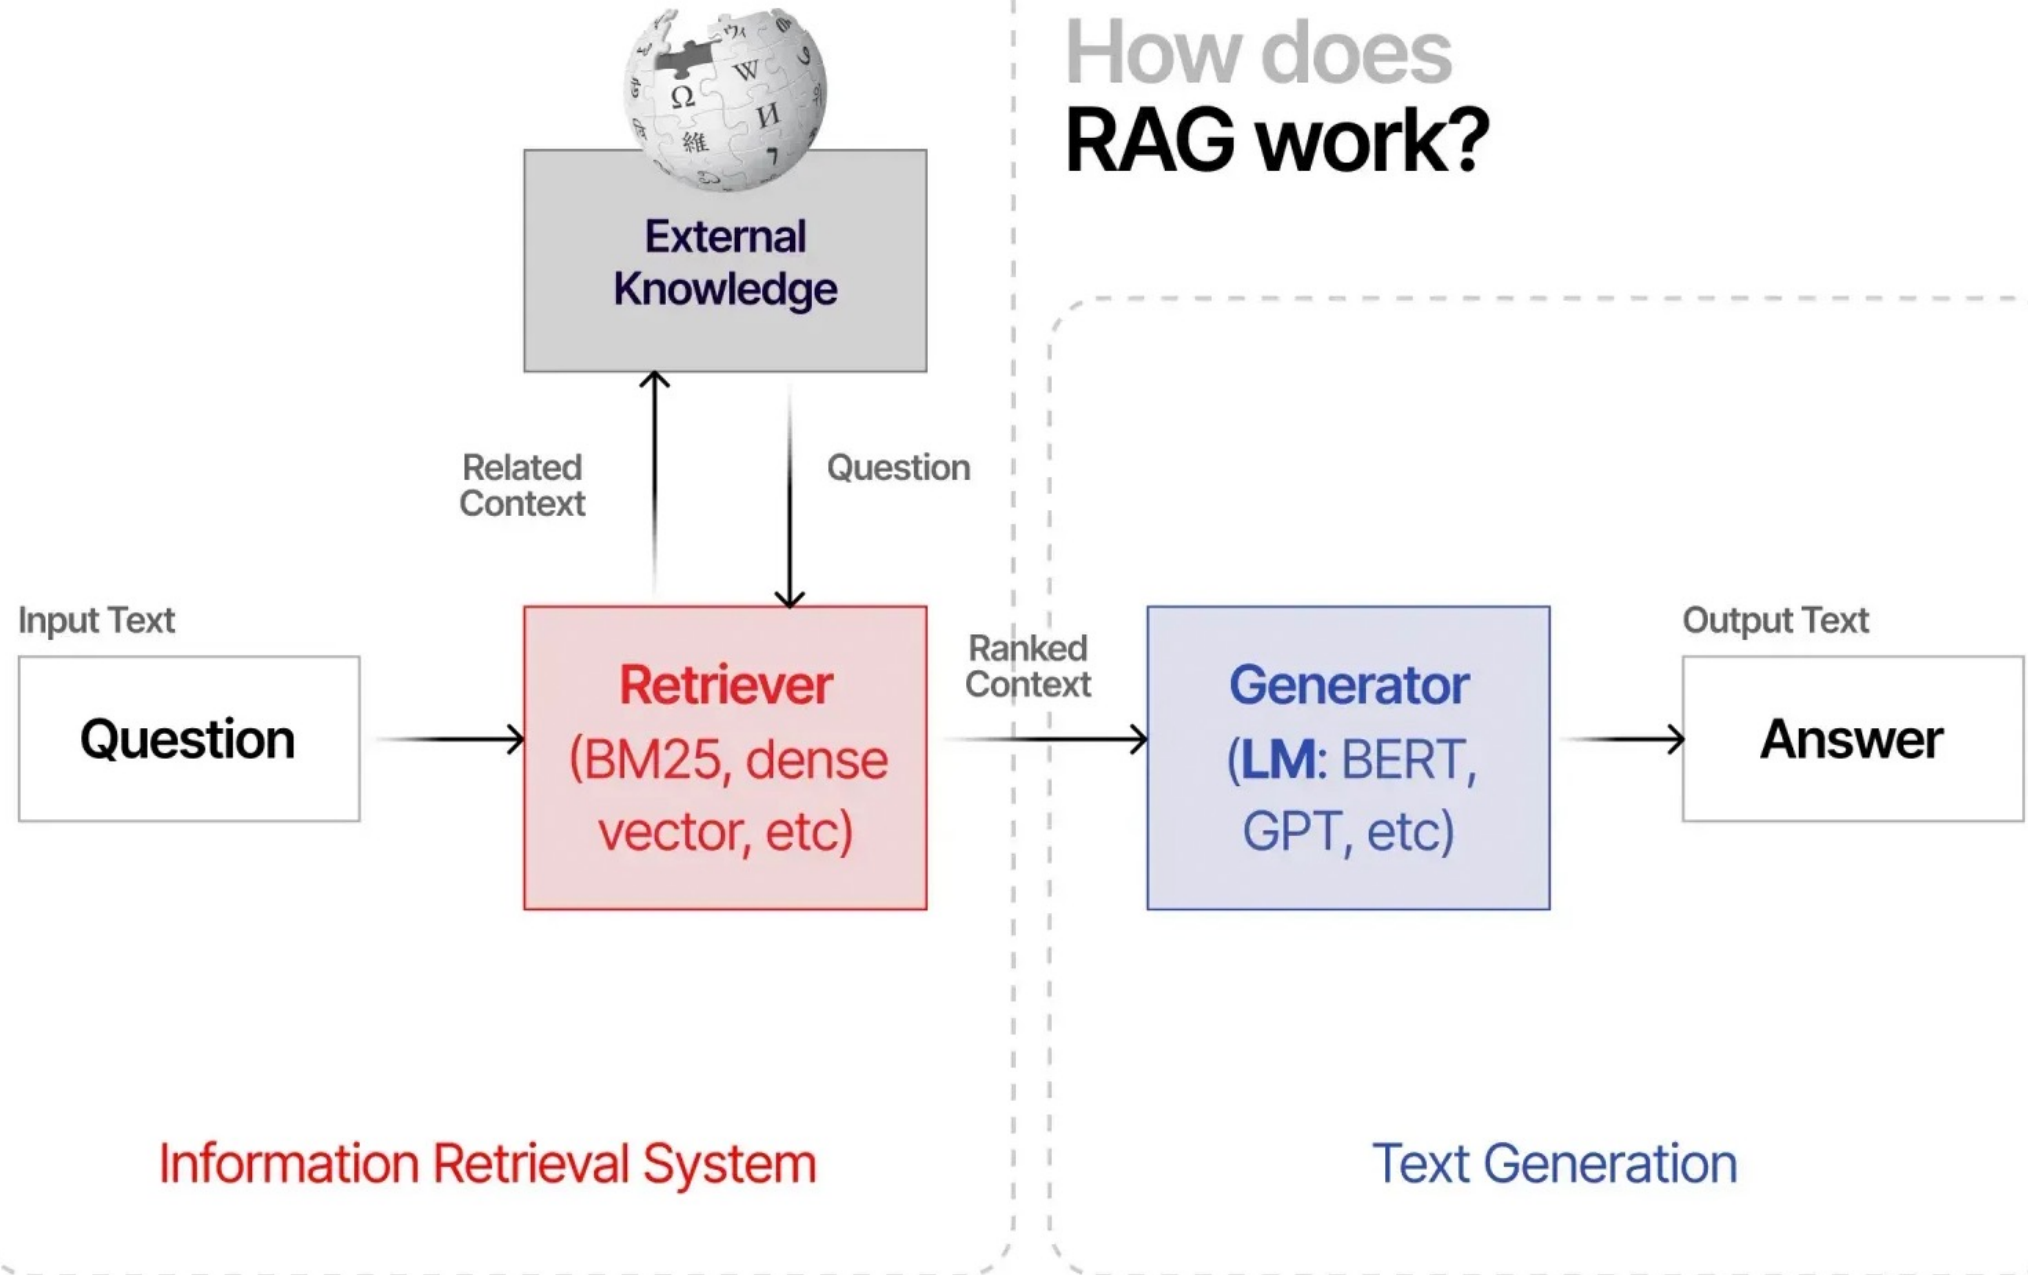 How does
RAG work?
Ω
W
И
維
External
Knowledge
Related
Context
Question
Input Text
Question
Retriever
(BM25, dense
vector, etc)
Ranked
Context
Generator
(LM: BERT,
GPT, etc)
Output Text
Answer
Information Retrieval System
Text Generation